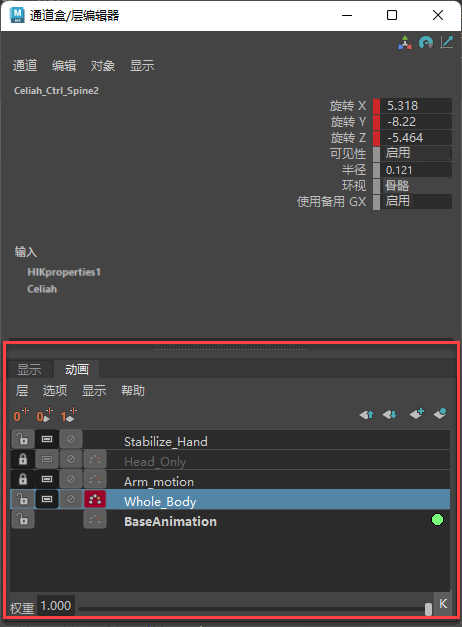 通道盒/层编辑器
通道 编辑 对象 显示
Celiah_Ctrl_Spine2
旋转 X 5.318
旋转 Y -8.22
旋转 Z -5.464
可见性 启用
半径 0.121
环视 骨骼
使用备用 GX 启用
输入
HIKproperties1
Celiah
显示 动画
层 选项 显示 帮助
0 0 1
Stabilize_Hand
Head_Only
Arm_motion
Whole_Body
BaseAnimation
权重 1.000 K